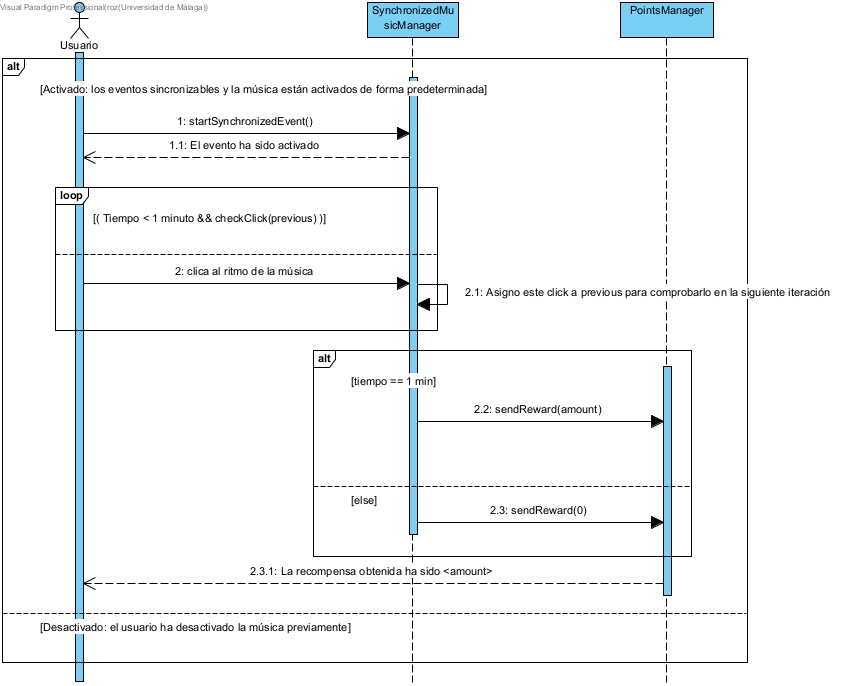 Visual Paradigm Professional(roz(Universidad de Málaga))
SynchronizedMu
sicManager
PointsManager
Usuario
alt
[Activado: los eventos sincronizables y la música están activados de forma predeterminada]
1: startSynchronizedEvent()
1.1: El evento ha sido activado
loop
[( Tiempo < 1 minuto && checkClick(previous) )]
2: clica al ritmo de la música
2.1: Asigno este click a previous para comprobarlo en la siguiente iteración
alt
[tiempo == 1 min]
2.2: sendReward(amount)
[else]
2.3: sendReward(0)
2.3.1: La recompensa obtenida ha sido <amount>
[Desactivado: el usuario ha desactivado la música previamente]